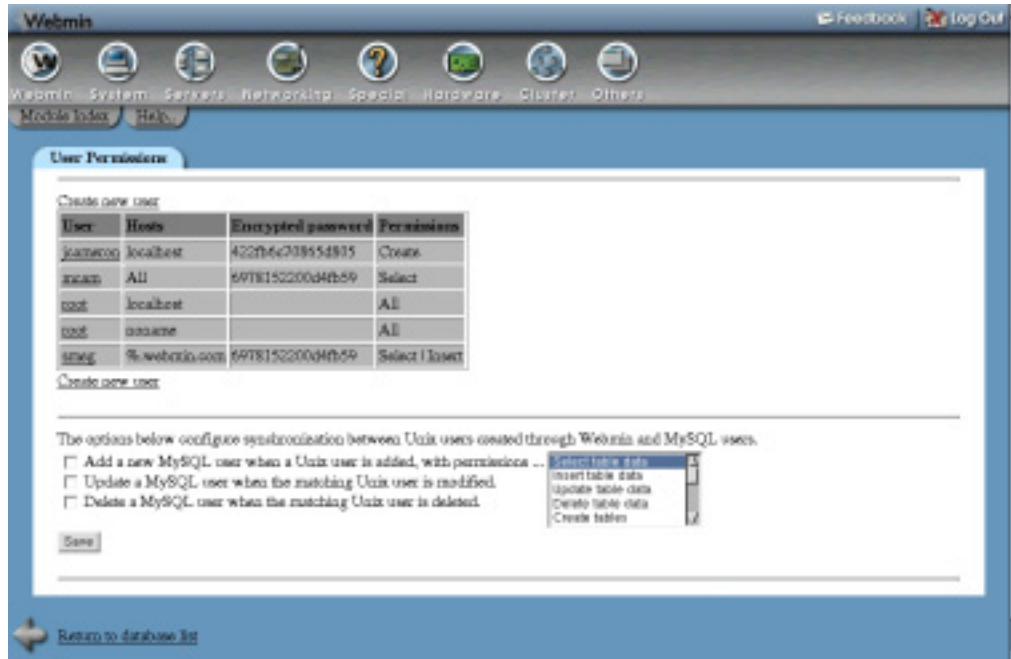 Webmin
Feedback Log Out
Webmin System Servers Networking Special Hardware Cluster Others
Module Index Help..
User Permissions
Create new user
User Hosts Encrypted password Permissions
jcameron localhost Create
mcam All 6978152200d4fb59 Select
root localhost All
root noname All
smeg %.webmin.com 6978152200d4fb59 Select | Insert
Create new user
The options below configure synchronization between Unix users created through Webmin and MySQL users.
Add a new MySQL user when a Unix user is added, with permissions ... Select table data
Insert table data
Update a MySQL user when the matching Unix user is modified.
Update table data
Delete a MySQL user when the matching Unix user is deleted.
Delete table data
Create tables
Save
Return to database list